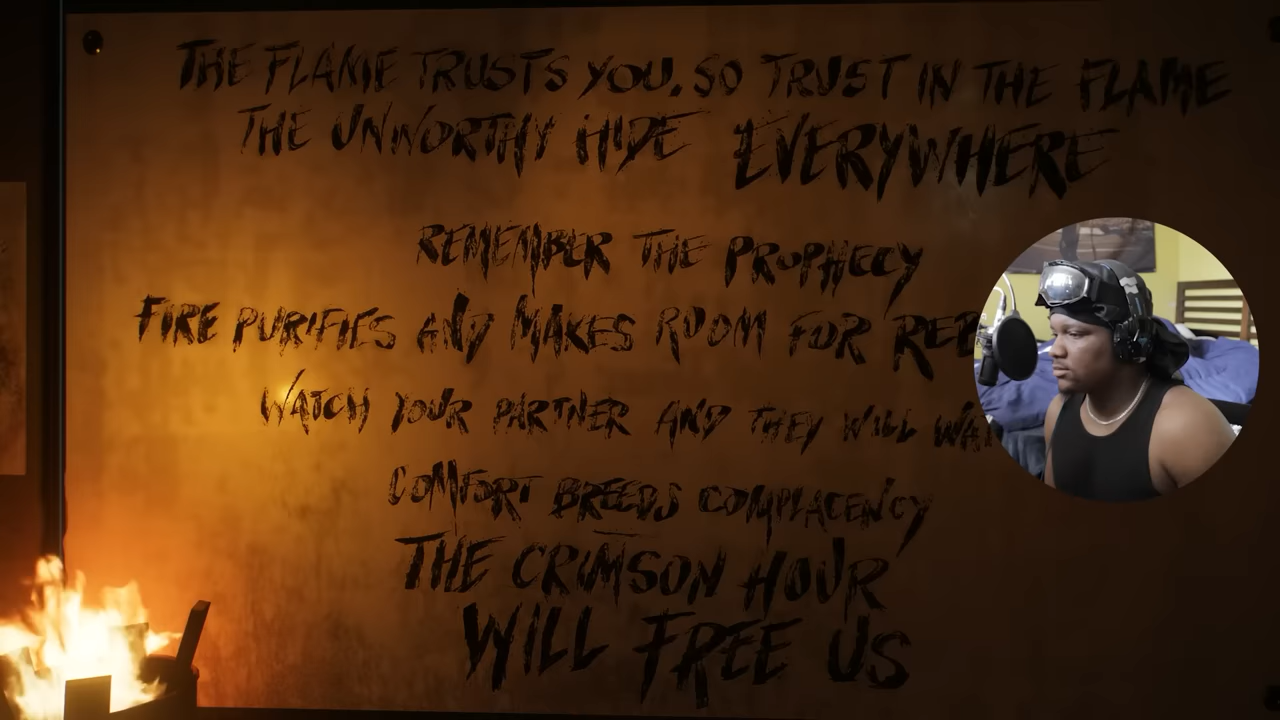 THE FLAME TRUSTS YOU. SO TRUST IN THE FLAME
THE UNWORTHY HIDE EVERYWHERE
REMEMBER THE PROPHECY
FIRE PURIFIES AND MAKES ROOM FOR
WATCH YOUR PARTNER AND THEY WILL
COMFORT BREEDS COMPLACENCY
THE CRIMSON HOUR
WILL FREE US